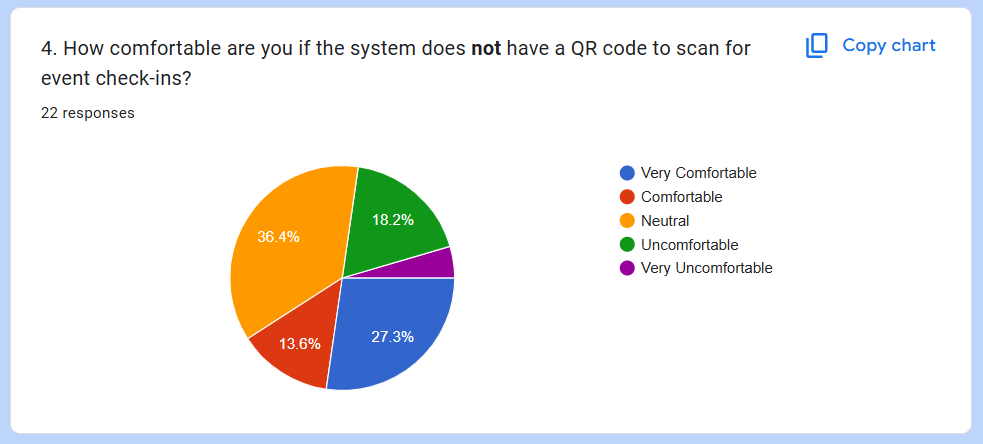 4. How comfortable are you if the system does not have a QR code to scan for
event check-ins?
Copy chart
22 responses
Very Comfortable
Comfortable
Neutral
Uncomfortable
Very Uncomfortable
18.2%
36.4%
27.3%
13.6%